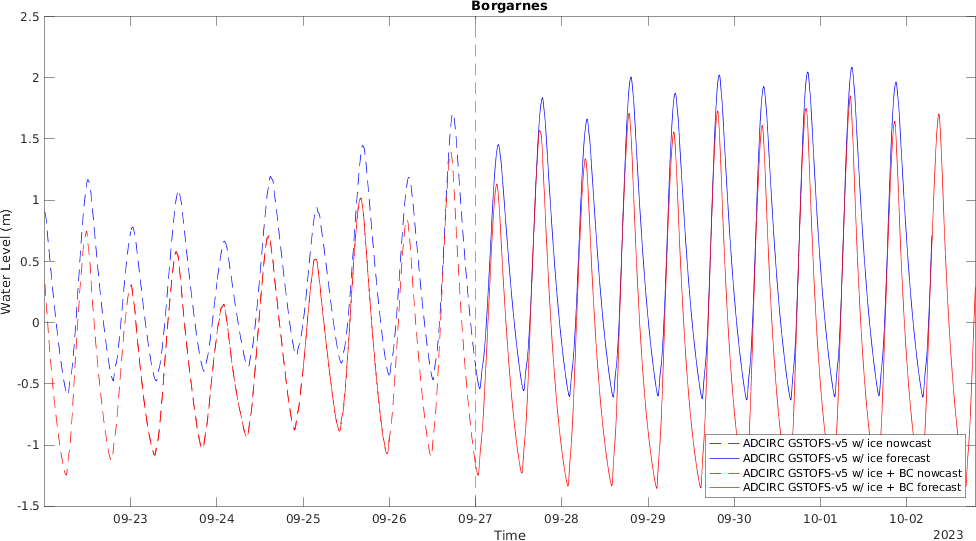 Borgarnes
2.5
2
1.5
1
0.5
0
-0.5
-1
-1.5
Water Level (m)
ADCIRC GSTOFS-v5 w/ ice nowcast
ADCIRC GSTOFS-v5 w/ ice forecast
ADCIRC GSTOFS-v5 w/ ice + BC nowcast
ADCIRC GSTOFS-v5 w/ ice + BC forecast
09-23 09-24 09-25 09-26 09-27 09-28 09-29 09-30 10-01 10-02
Time
2023